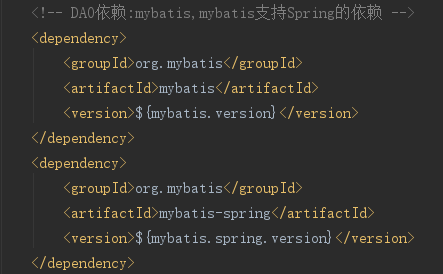 <!-- DAO依赖:mybatis,mybatis支持Spring的依赖 -->
<dependency>
<groupId>org.mybatis</groupId>
<artifactId>mybatis</artifactId>
<version>${mybatis.version}</version>
</dependency>
<dependency>
<groupId>org.mybatis</groupId>
<artifactId>mybatis-spring</artifactId>
<version>${mybatis.spring.version}</version>
</dependency>